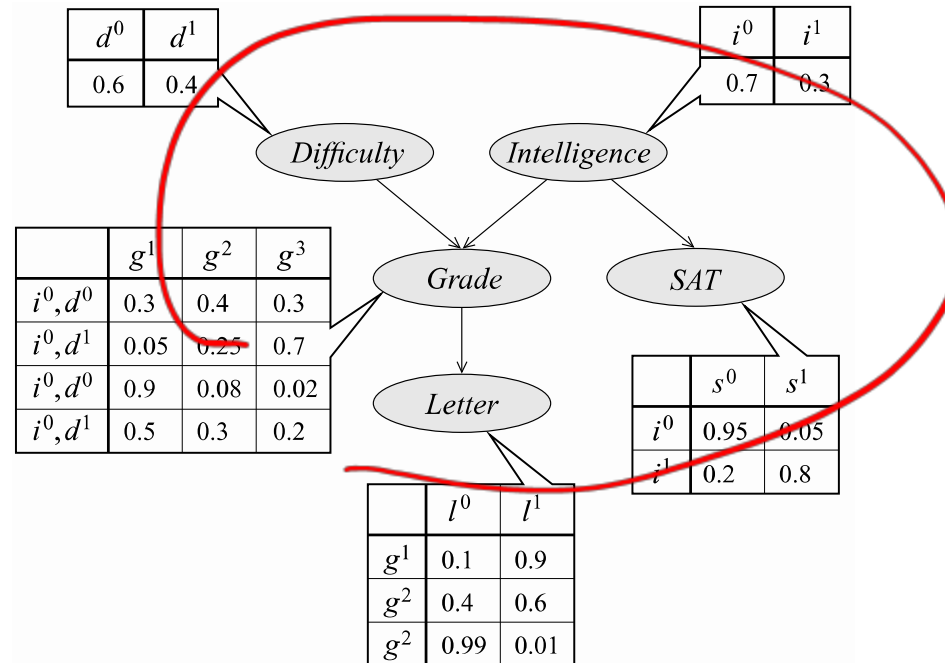 d⁰ d¹
0.6 0.4
i⁰ i¹
0.7 0.3
Difficulty
Intelligence
g¹ g² g³
i⁰, d⁰ 0.3 0.4 0.3
i⁰, d¹ 0.05 0.25 0.7
i⁰, d⁰ 0.9 0.08 0.02
i⁰, d¹ 0.5 0.3 0.2
Grade
SAT
s⁰ s¹
i⁰ 0.95 0.05
i¹ 0.2 0.8
Letter
l⁰ l¹
g¹ 0.1 0.9
g² 0.4 0.6
g² 0.99 0.01